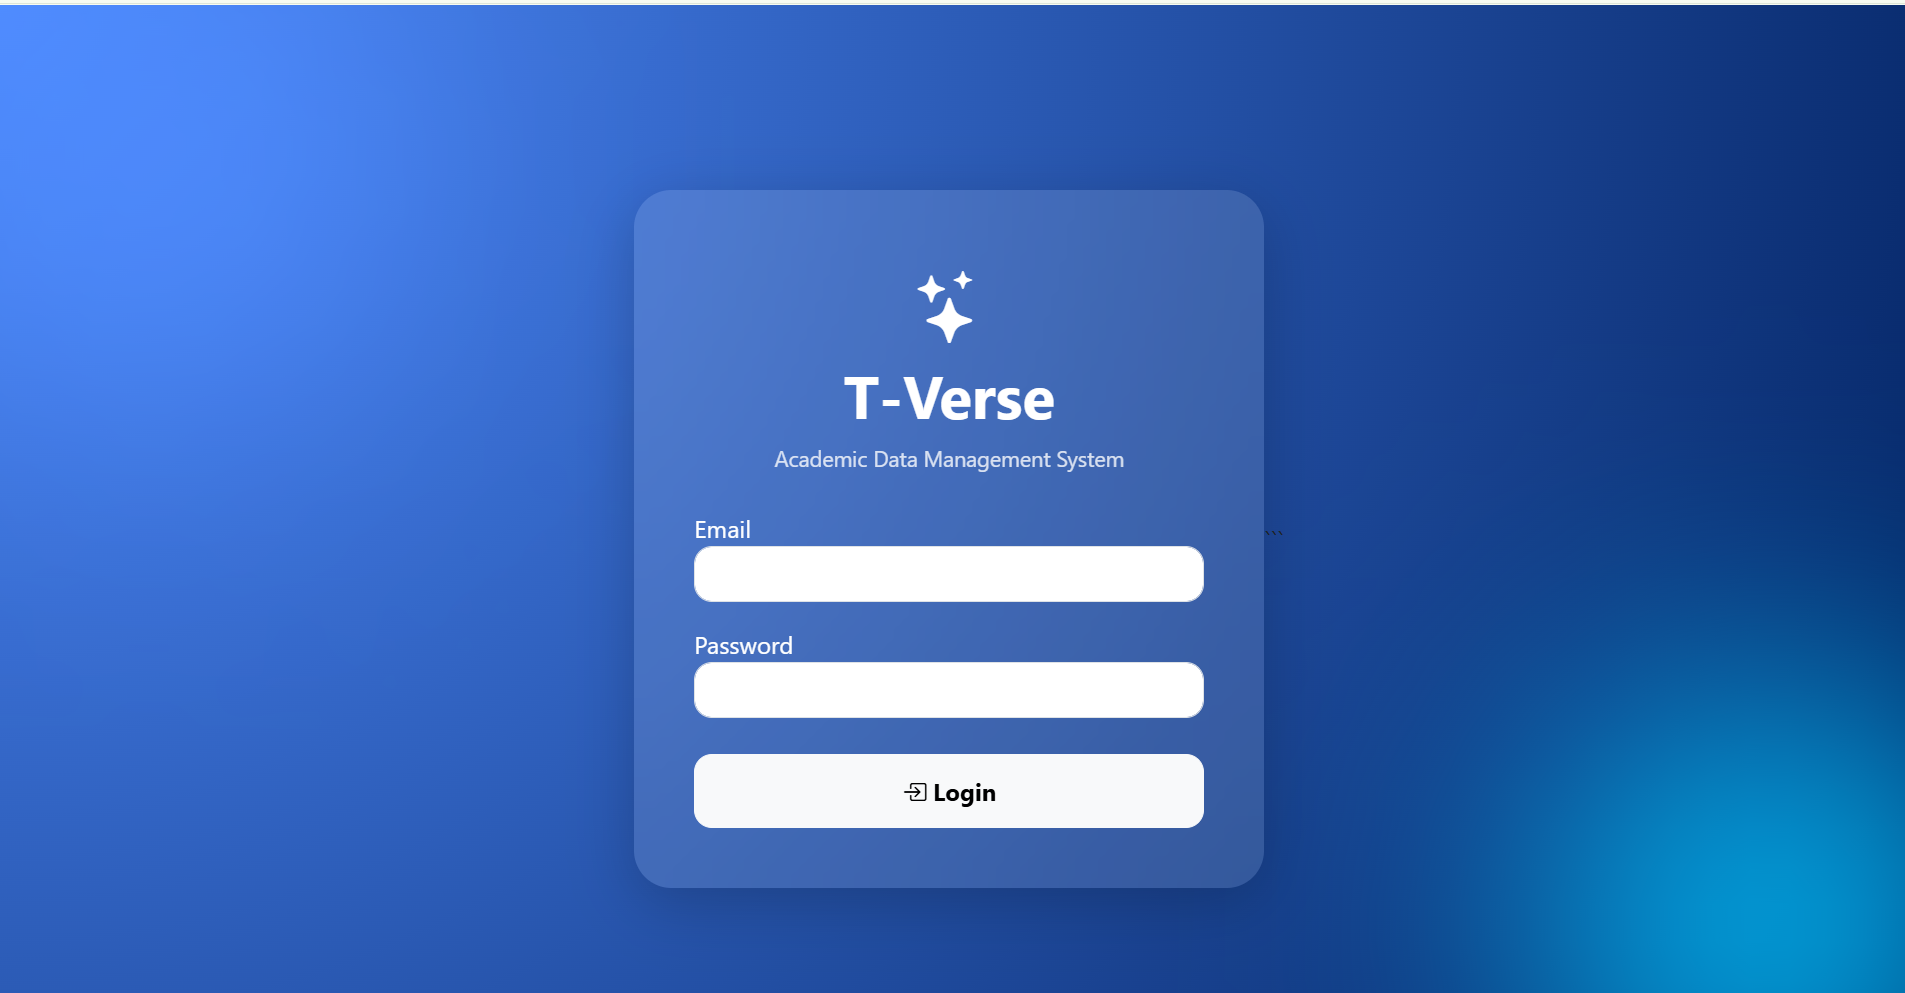 T-Verse
Academic Data Management System
Email
```
Password
Login